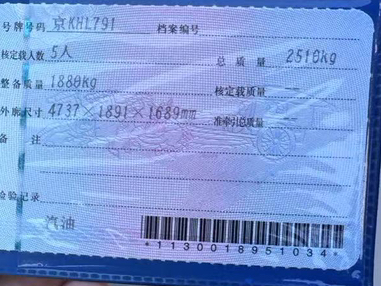 号牌号码 京KHL791 档案编号
核定载人数 5人 总质量 2510kg
整备质量 1880kg 核定载质量 --
外廓尺寸 4737×1891×1689mm 准牵引总质量 --
备注
检验记录
汽油
*1130018951034*